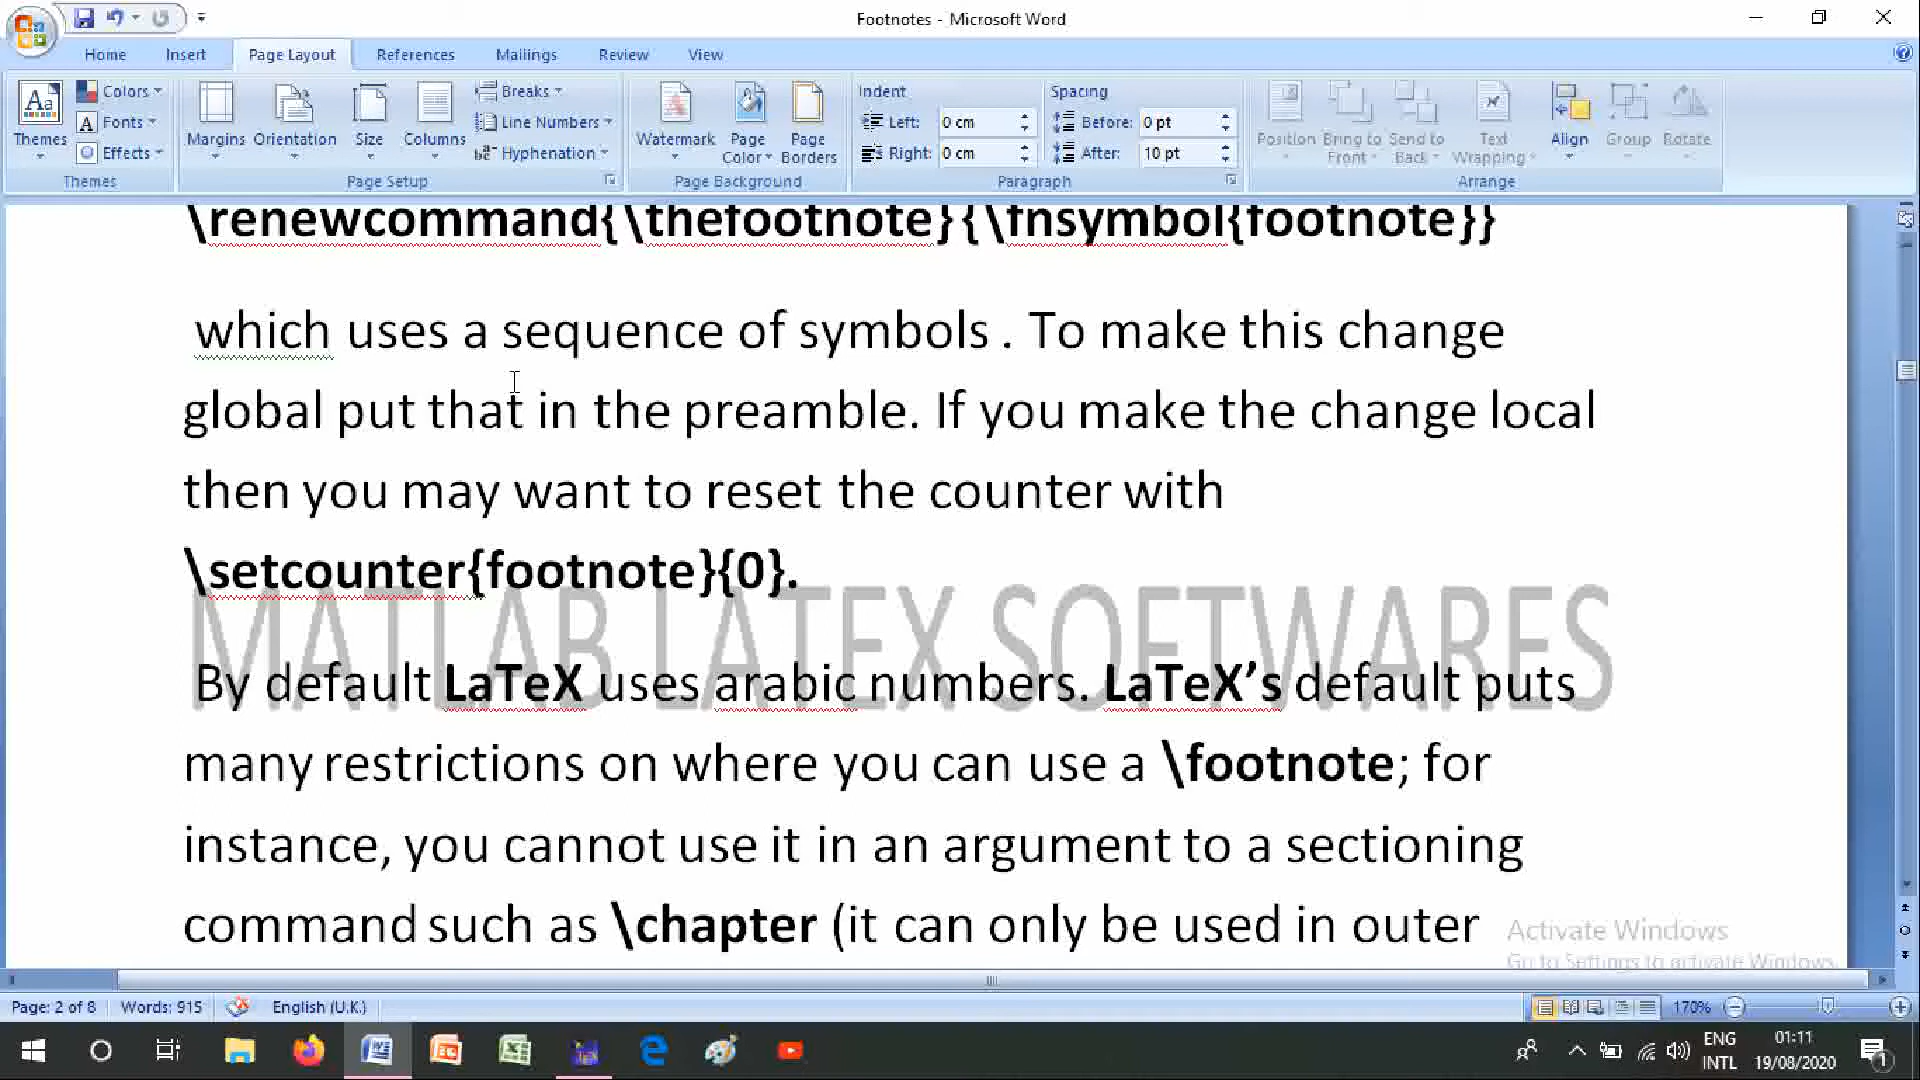 Footnotes - Microsoft Word
Home Insert Page Layout References Mailings Review View
Themes
Colors
Fonts
Effects
Themes
Margins Orientation Size Columns
Breaks
Line Numbers
Hyphenation
Page Setup
Watermark Page Color Page Borders
Page Background
Indent
Left: 0 cm
Right: 0 cm
Spacing
Before: 0 pt
After: 10 pt
Paragraph
Position Bring to Front Send to Back Text Wrapping Align Group Rotate
Arrange
\renewcommand{\thefootnote}{\fnsymbol{footnote}}
which uses a sequence of symbols . To make this change
global put that in the preamble. If you make the change local
then you may want to reset the counter with
\setcounter{footnote}{0}.
MATLAB LATEX SOFTWARES
By default LaTeX uses arabic numbers. LaTeX’s default puts
many restrictions on where you can use a \footnote; for
instance, you cannot use it in an argument to a sectioning
command such as \chapter (it can only be used in outer
Activate Windows
Go to Settings to activate Windows.
Page: 2 of 8 Words: 915 English (U.K.) 170%
ENG 01:11
INTL 19/08/2020
1